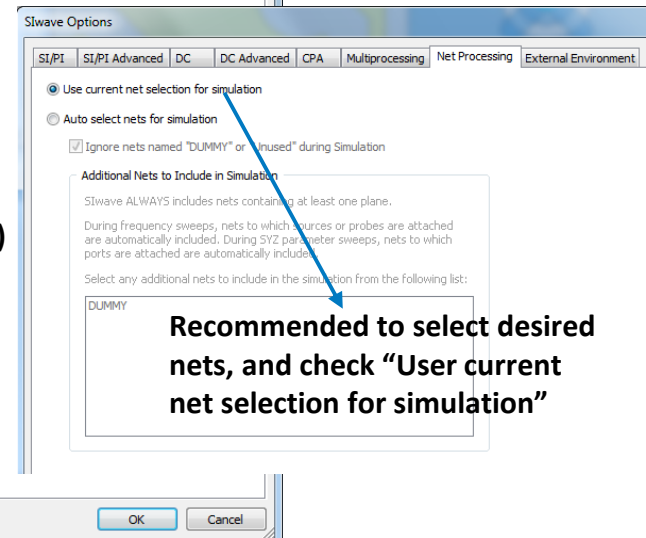 SIwave Options
SI/PI SI/PI Advanced DC DC Advanced CPA Multiprocessing Net Processing External Environment
Use current net selection for simulation
Auto select nets for simulation
Ignore nets named "DUMMY" or "Unused" during Simulation
Additional Nets to Include in Simulation
SIwave ALWAYS includes nets containing at least one plane.
During frequency sweeps, nets to which sources or probes are attached
are automatically included. During SYZ parameter sweeps, nets to which
ports are attached are automatically included.
)
Select any additional nets to include in the simulation from the following list:
DUMMY
Recommended to select desired
nets, and check “User current
net selection for simulation”
OK Cancel